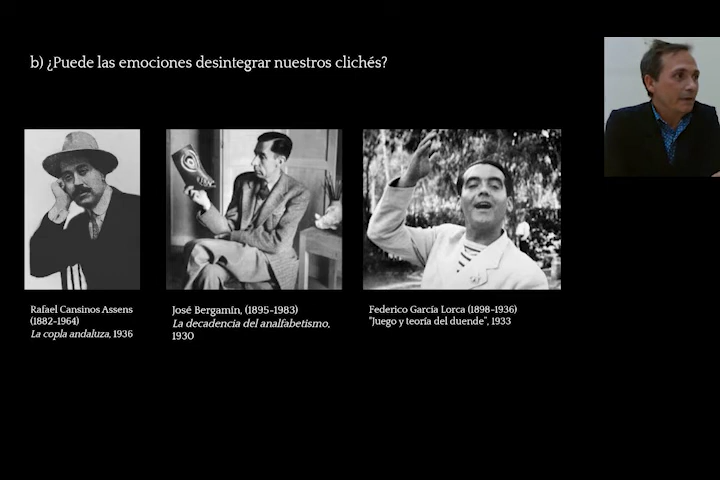 b) ¿Puede las emociones desintegrar nuestros clichés?
Rafael Cansinos Assens
(1882-1964)
La copla andaluza, 1936
José Bergamín, (1895-1983)
La decadencia del analfabetismo,
1930
Federico García Lorca (1898-1936)
"Juego y teoría del duende", 1933